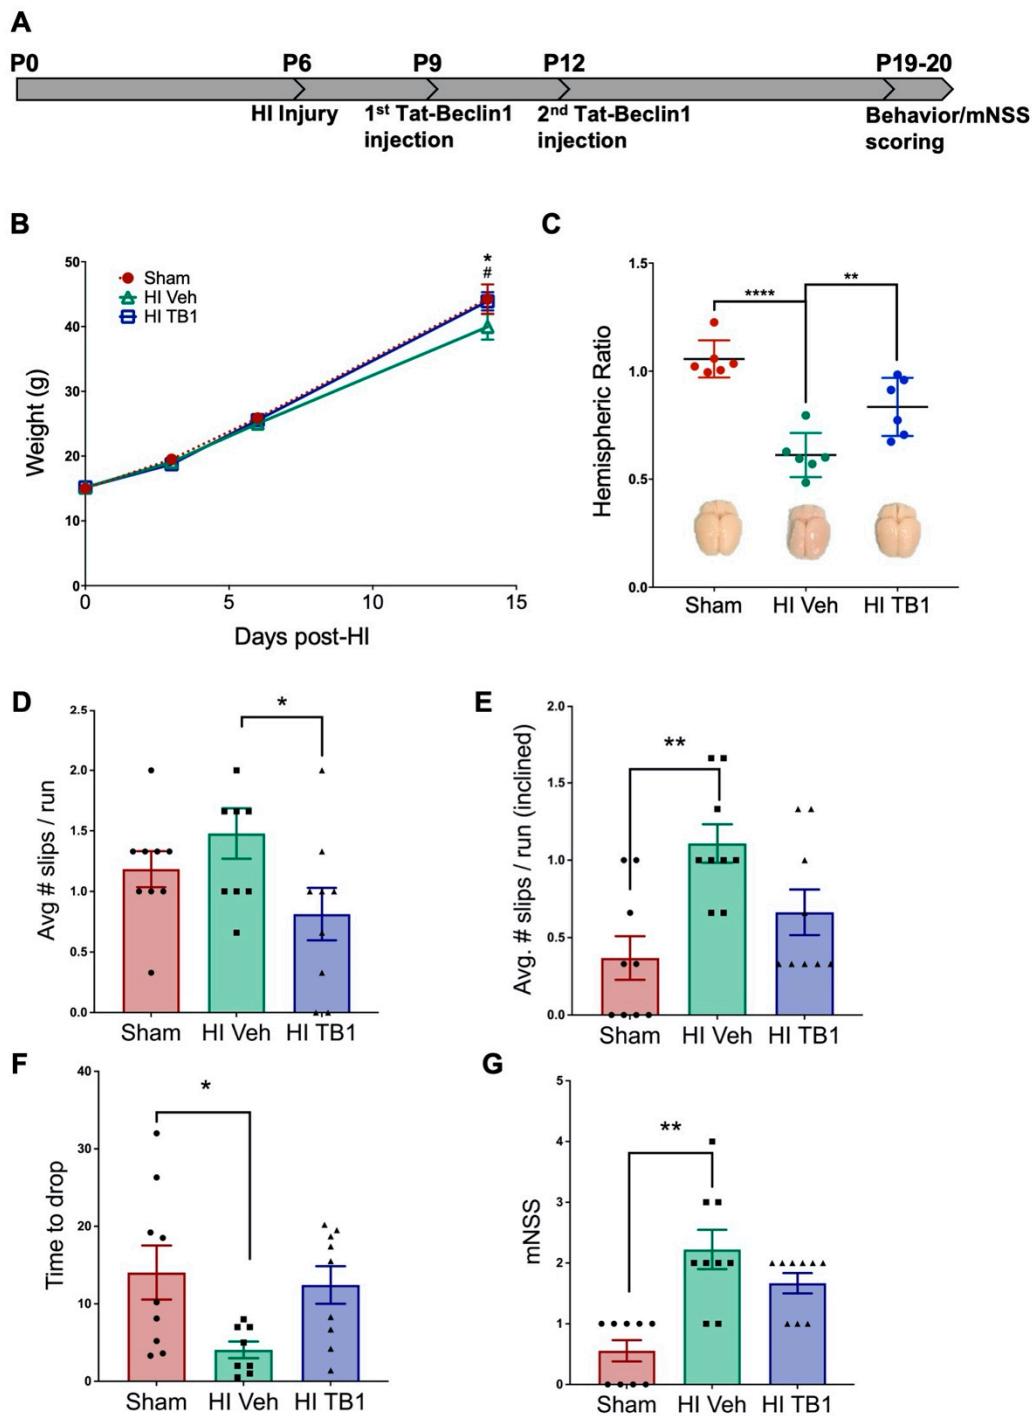 A
P0 P6 P9 P12 P19-20
HI Injury 1st Tat-Beclin1 2nd Tat-Beclin1 Behavior/mNSS
injection injection scoring
B
50
40
30
20
10
0
Weight (g)
Sham
HI Veh
HI TB1
*
#
0 5 10 15
Days post-HI
C
1.5
1.0
0.5
0.0
Hemispheric Ratio
****
**
Sham HI Veh HI TB1
D
2.5
2.0
1.5
1.0
0.5
0.0
Avg # slips / run
*
Sham HI Veh HI TB1
E
2.0
1.5
1.0
0.5
0.0
Avg. # slips / run (inclined)
**
Sham HI Veh HI TB1
F
40
30
20
10
0
Time to drop
*
Sham HI Veh HI TB1
G
5
4
3
2
1
0
mNSS
**
Sham HI Veh HI TB1